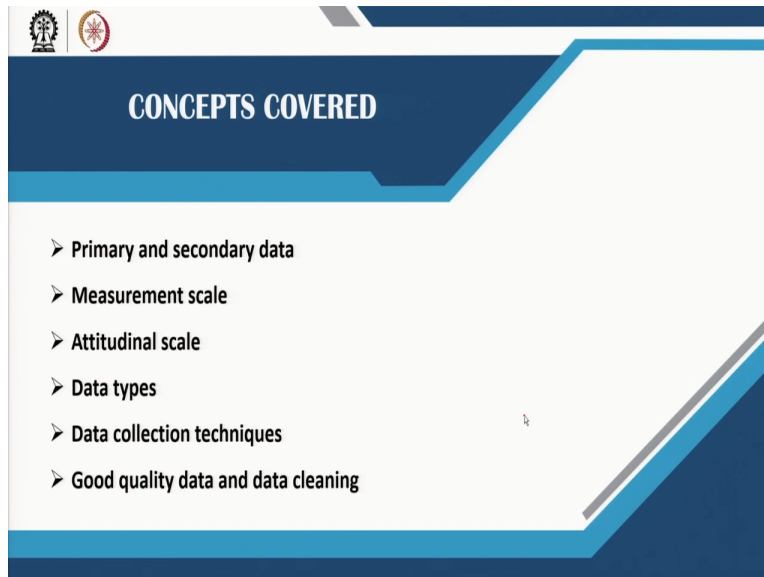 CONCEPTS COVERED
➢ Primary and secondary data
➢ Measurement scale
➢ Attitudinal scale
➢ Data types
➢ Data collection techniques
➢ Good quality data and data cleaning